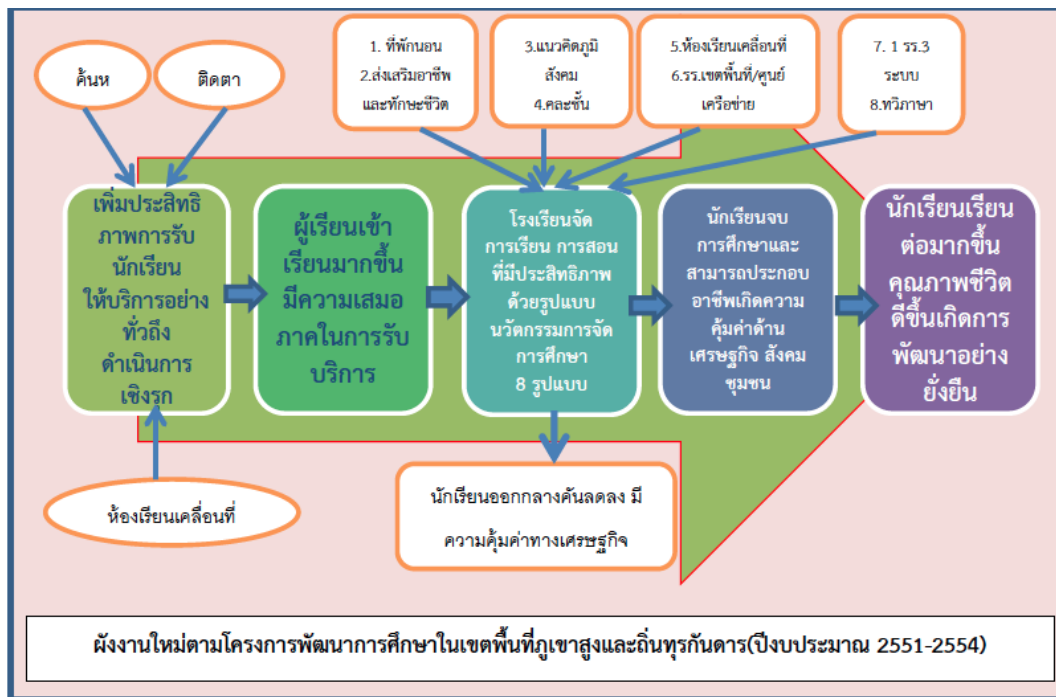 ค้นห
ติดตา
1. ที่พักนอน
2.ส่งเสริมอาชีพ
และทักษะชีวิต
3.แนวคิดภูมิ
สังคม
4.คละชั้น
5.ห้องเรียนเคลื่อนที่
6.รร.เขตพื้นที่/ศูนย์
เครือข่าย
7. 1 รร.3
ระบบ
8.ทวิภาษา
เพิ่มประสิทธิ
ภาพการรับ
นักเรียน
ให้บริการอย่าง
ทั่วถึง
ดำเนินการ
เชิงรุก
ผู้เรียนเข้า
เรียนมากขึ้น
มีความเสมอ
ภาคในการรับ
บริการ
โรงเรียนจัด
การเรียน การสอน
ที่มีประสิทธิภาพ
ด้วยรูปแบบ
นวัตกรรมการจัด
การศึกษา
8 รูปแบบ
นักเรียนจบ
การศึกษาและ
สามารถประกอบ
อาชีพเกิดความ
คุ้มค่าด้าน
เศรษฐกิจ สังคม
ชุมชน
นักเรียนเรียน
ต่อมากขึ้น
คุณภาพชีวิต
ดีขึ้นเกิดการ
พัฒนาอย่าง
ยั่งยืน
ห้องเรียนเคลื่อนที่
นักเรียนออกกลางคันลดลง มี
ความคุ้มค่าทางเศรษฐกิจ
ผังงานใหม่ตามโครงการพัฒนาการศึกษาในเขตพื้นที่ภูเขาสูงและถิ่นทุรกันดาร(ปีงบประมาณ 2551-2554)